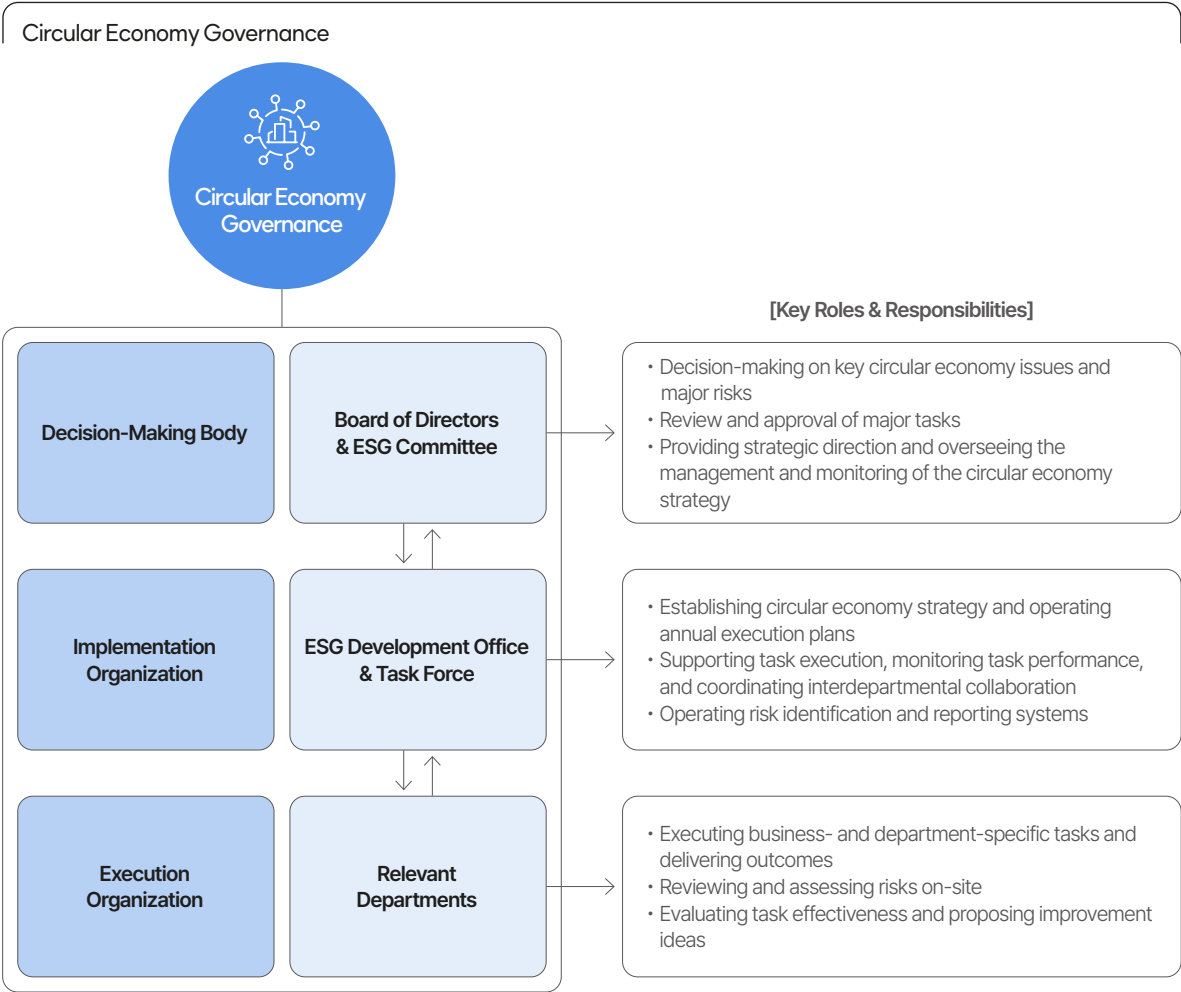 Circular Economy Governance
Circular Economy
Governance
[Key Roles & Responsibilities]
Decision-Making Body
Board of Directors
& ESG Committee
• Decision-making on key circular economy issues and
major risks
• Review and approval of major tasks
• Providing strategic direction and overseeing the
management and monitoring of the circular economy
strategy
Implementation
Organization
ESG Development Office
& Task Force
• Establishing circular economy strategy and operating
annual execution plans
• Supporting task execution, monitoring task performance,
and coordinating interdepartmental collaboration
• Operating risk identification and reporting systems
Execution
Organization
Relevant
Departments
• Executing business- and department-specific tasks and
delivering outcomes
• Reviewing and assessing risks on-site
• Evaluating task effectiveness and proposing improvement
ideas